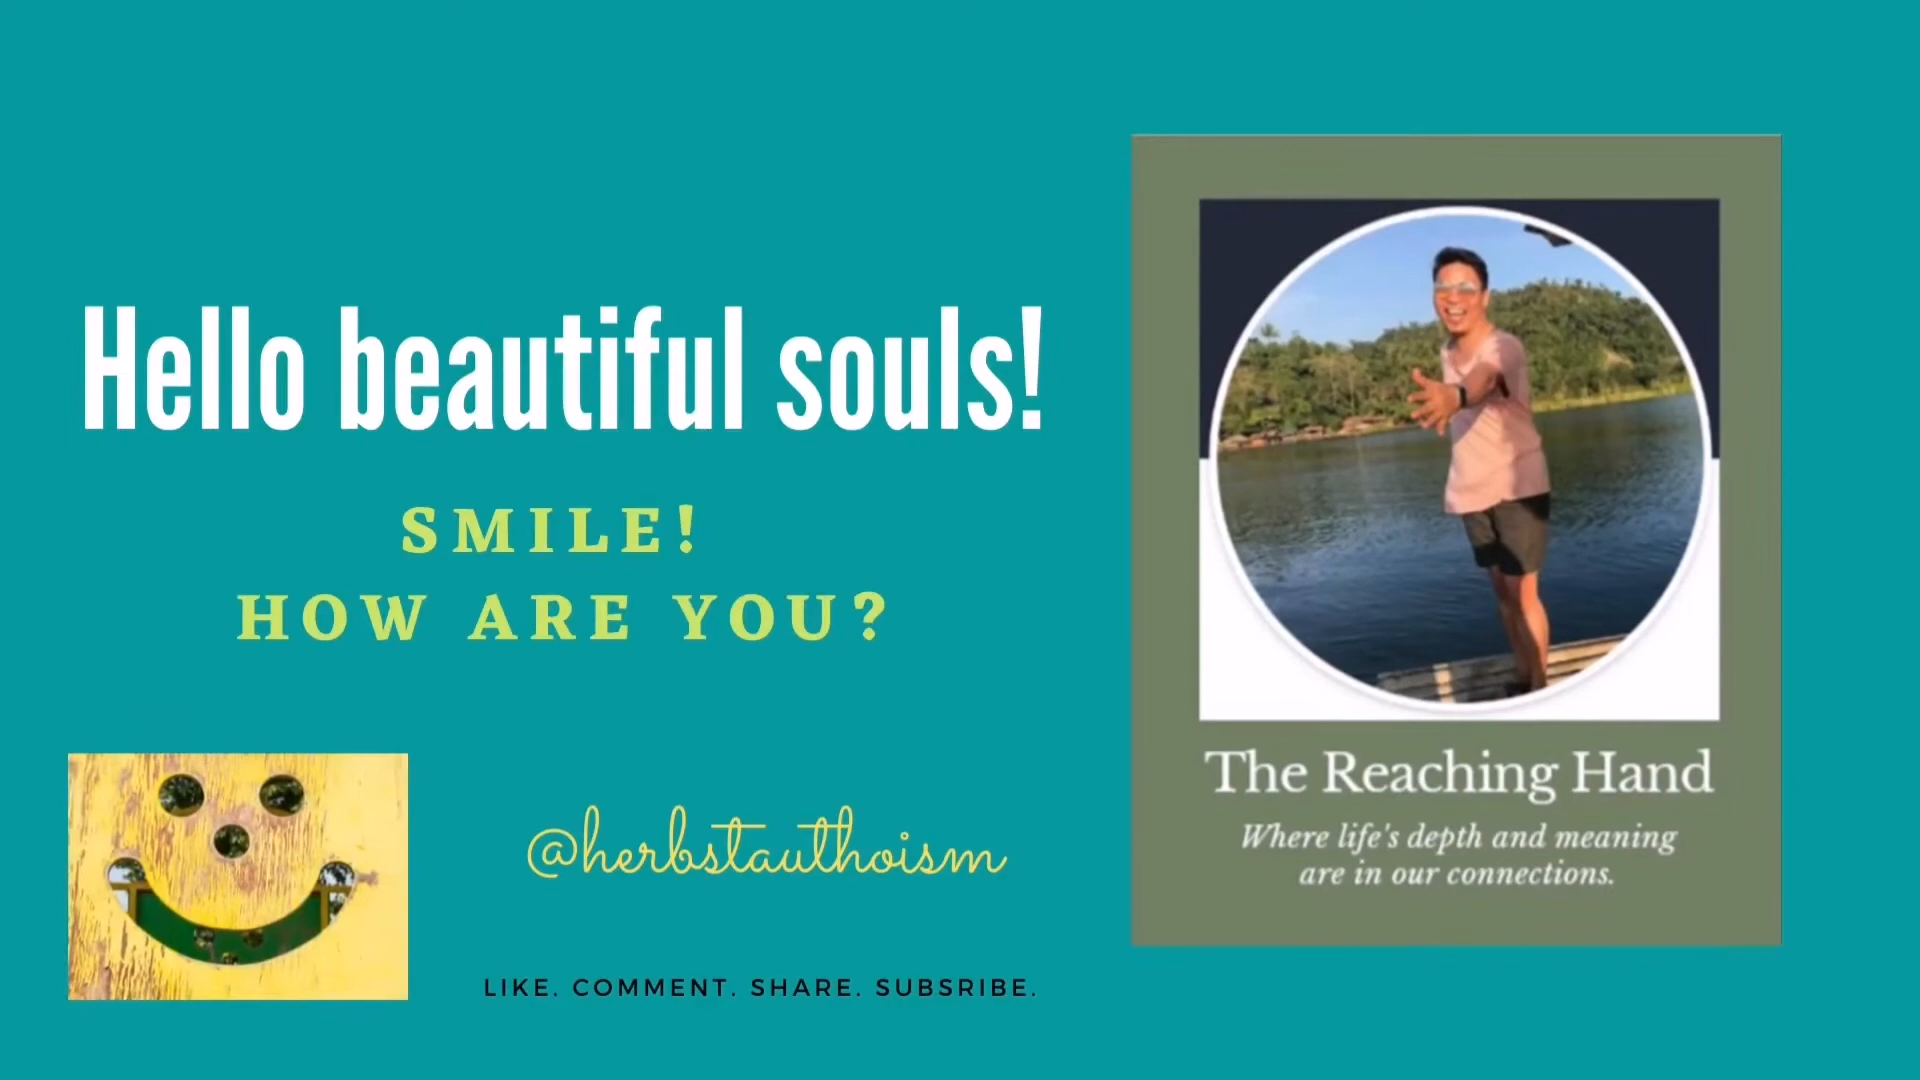 Hello beautiful souls!
SMILE!
HOW ARE YOU?
@herbstauthoism
LIKE. COMMENT. SHARE. SUBSRIBE.
The Reaching Hand
Where life's depth and meaning
are in our connections.